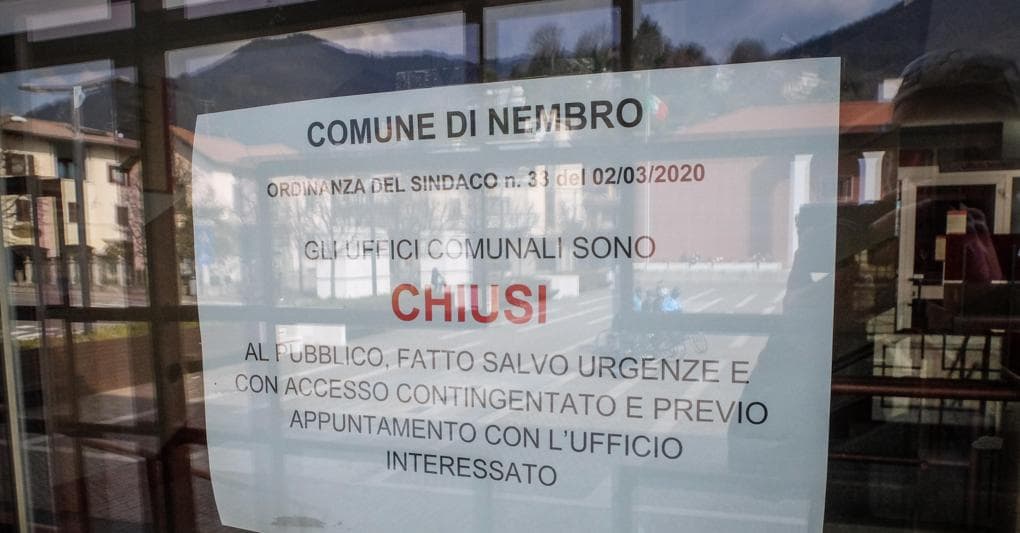 COMUNE DI NEMBRO
ORDINANZA DEL SINDACO n. 33 del 02/03/2020
GLI UFFICI COMUNALI SONO
CHIUSI
AL PUBBLICO, FATTO SALVO URGENZE E
CON ACCESSO CONTINGENTATO E PREVIO
APPUNTAMENTO CON L'UFFICIO
INTERESSATO